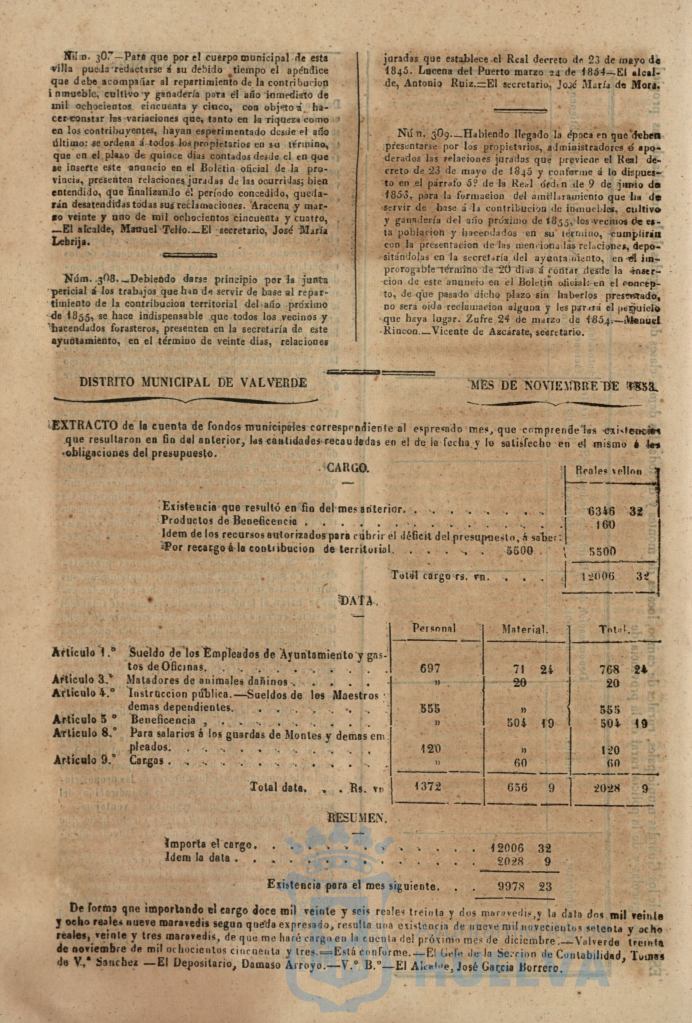 Núm. 307—Para que por el cuerpo municipal de esta
villa pueda redactarse á su debido tiempo el apéndice
que debe acompañar al repartimiento de la contribucion
inmueble, cultivo y ganadería para el año inmediato de
mil ochocientos cincuenta y cinco, con objeto á ha-
cer constar las variaciones que, tanto en la riqueza como
en los contribuyentes, hayan esperimentado desde el año
último: se ordena á todos los propietarios en su término,
que en el plazo de quince dias contados desde el en que
se inserte este anuncio en el Boletin oficial de la pro-
vincia, presenten relaciones juradas de las ocurridas; bien
entendido, que finalizando el período concedido, queda-
rán desatendidas todas sus reclamaciones. Aracena y mar-
zo veinte y uno de mil ochocientos cincuenta y cuatro,
—El alcalde, Manuel Tello.—El secretario, José María
Lebrija.
Núm. 308.—Debiendo darse principio por la junta
pericial á los trabajos que han de servir de base al repar-
timiento de la contribucion territorial del año próximo
de 1855, se hace indispensable que todos los vecinos y
hacendados forasteros, presenten en la secretaría de este
ayuntamiento, en el término de veinte dias, relaciones
juradas que establece el Real decreto de 23 de mayo de
1845. Lucena del Puerto marzo 24 de 1854—El alcal-
de, Antonio Ruiz.=El secretario, José María de Mora.
Núm. 309.—Habiendo llegado la época en que deben
presentarse por los propietarios, administradores ó apo-
derados las relaciones juradas que previene el Real de-
creto de 23 de mayo de 1845 y conforme á lo dispues-
to en el párrafo 5º de la Real órden de 9 de junio de
1853, para la formacion del amillaramiento que ha de
servir de base á la contribucion de inmuebles, cultivo
y ganadería del año próximo de 1855, los vecinos de es-
ta poblacion y hacendados en su término, cumplirán
con la presentacion de las mencionadas relaciones, depo-
sitándolas en la secretaría del ayuntamiento, en el im-
prorogable término de 20 dias á contar desde la inser-
cion de este anuncio en el Boletin oficial: en el concep-
to, de que pasado dicho plazo sin haberlos presentado,
no sera oida reclamacion alguna y les parará el perjuicio
que haya lugar. Zufre 24 de marzo de 1854.—Manuel
Rincon.—Vicente de Azcárate, secretario.
DISTRITO MUNICIPAL DE VALVERDE MES DE NOVIEMBRE DE 1853.
EXTRACTO de la cuenta de fondos municipales correspondiente al espresado mes, que comprende las existencias
que resultaron en fin del anterior, las cantidades recaudadas en el de la fecha y lo satisfecho en el mismo á las
obligaciones del presupuesto.
CARGO.
Reales vellon
Existencia que resultó en fin del mes anterior. 6346 32
Productos de Beneficencia 160
Idem de los recursos autorizados para cubrir el déficit del presupuesto, á saber:
Por recargo á la contribucion de territorial. 5500 5500
Total cargo rs. vn. 12006 32
DATA.
Personal Material. Total.
Artículo 1.º Sueldo de los Empleados de Ayuntamiento y gas-
tos de Oficinas. 697 71 24 768 24
Artículo 3.º Matadores de animales dañinos » 20 20
Artículo 4.º Instruccion pública.—Sueldos de los Maestros
demas dependientes. 555 » 555
Artículo 5º Beneficencia » 504 19 504 19
Artículo 8.º Para salarios á los guardas de Montes y demas em
pleados. 120 » 120
Artículo 9.º Cargas » 60 60
Total data. Rs. vn 1372 656 9 2028 9
RESUMEN.
Importa el cargo. 12006 32
Idem la data 2028 9
Existencia para el mes siguiente. 9978 23
De forma que importando el cargo doce mil veinte y seis reales treinta y dos maravedis, y la data dos mil veinte
y ocho reales nueve maravedis segun queda expresado, resulta una existencia de nueve mil novecientos setenta y ocho
reales, veinte y tres maravedis, de que me haré cargo en la cuenta del próximo mes de diciembre.—Valverde treinta
de noviembre de mil ochocientos cincuenta y tres.=Está conforme.—El Gefe de la Seccion de Contabilidad, Tomas
de V.ª Sanchez —El Depositario, Damaso Arroyo.—V.º B.º—El Alcalde, José Garcia Borrero.
HUELVA